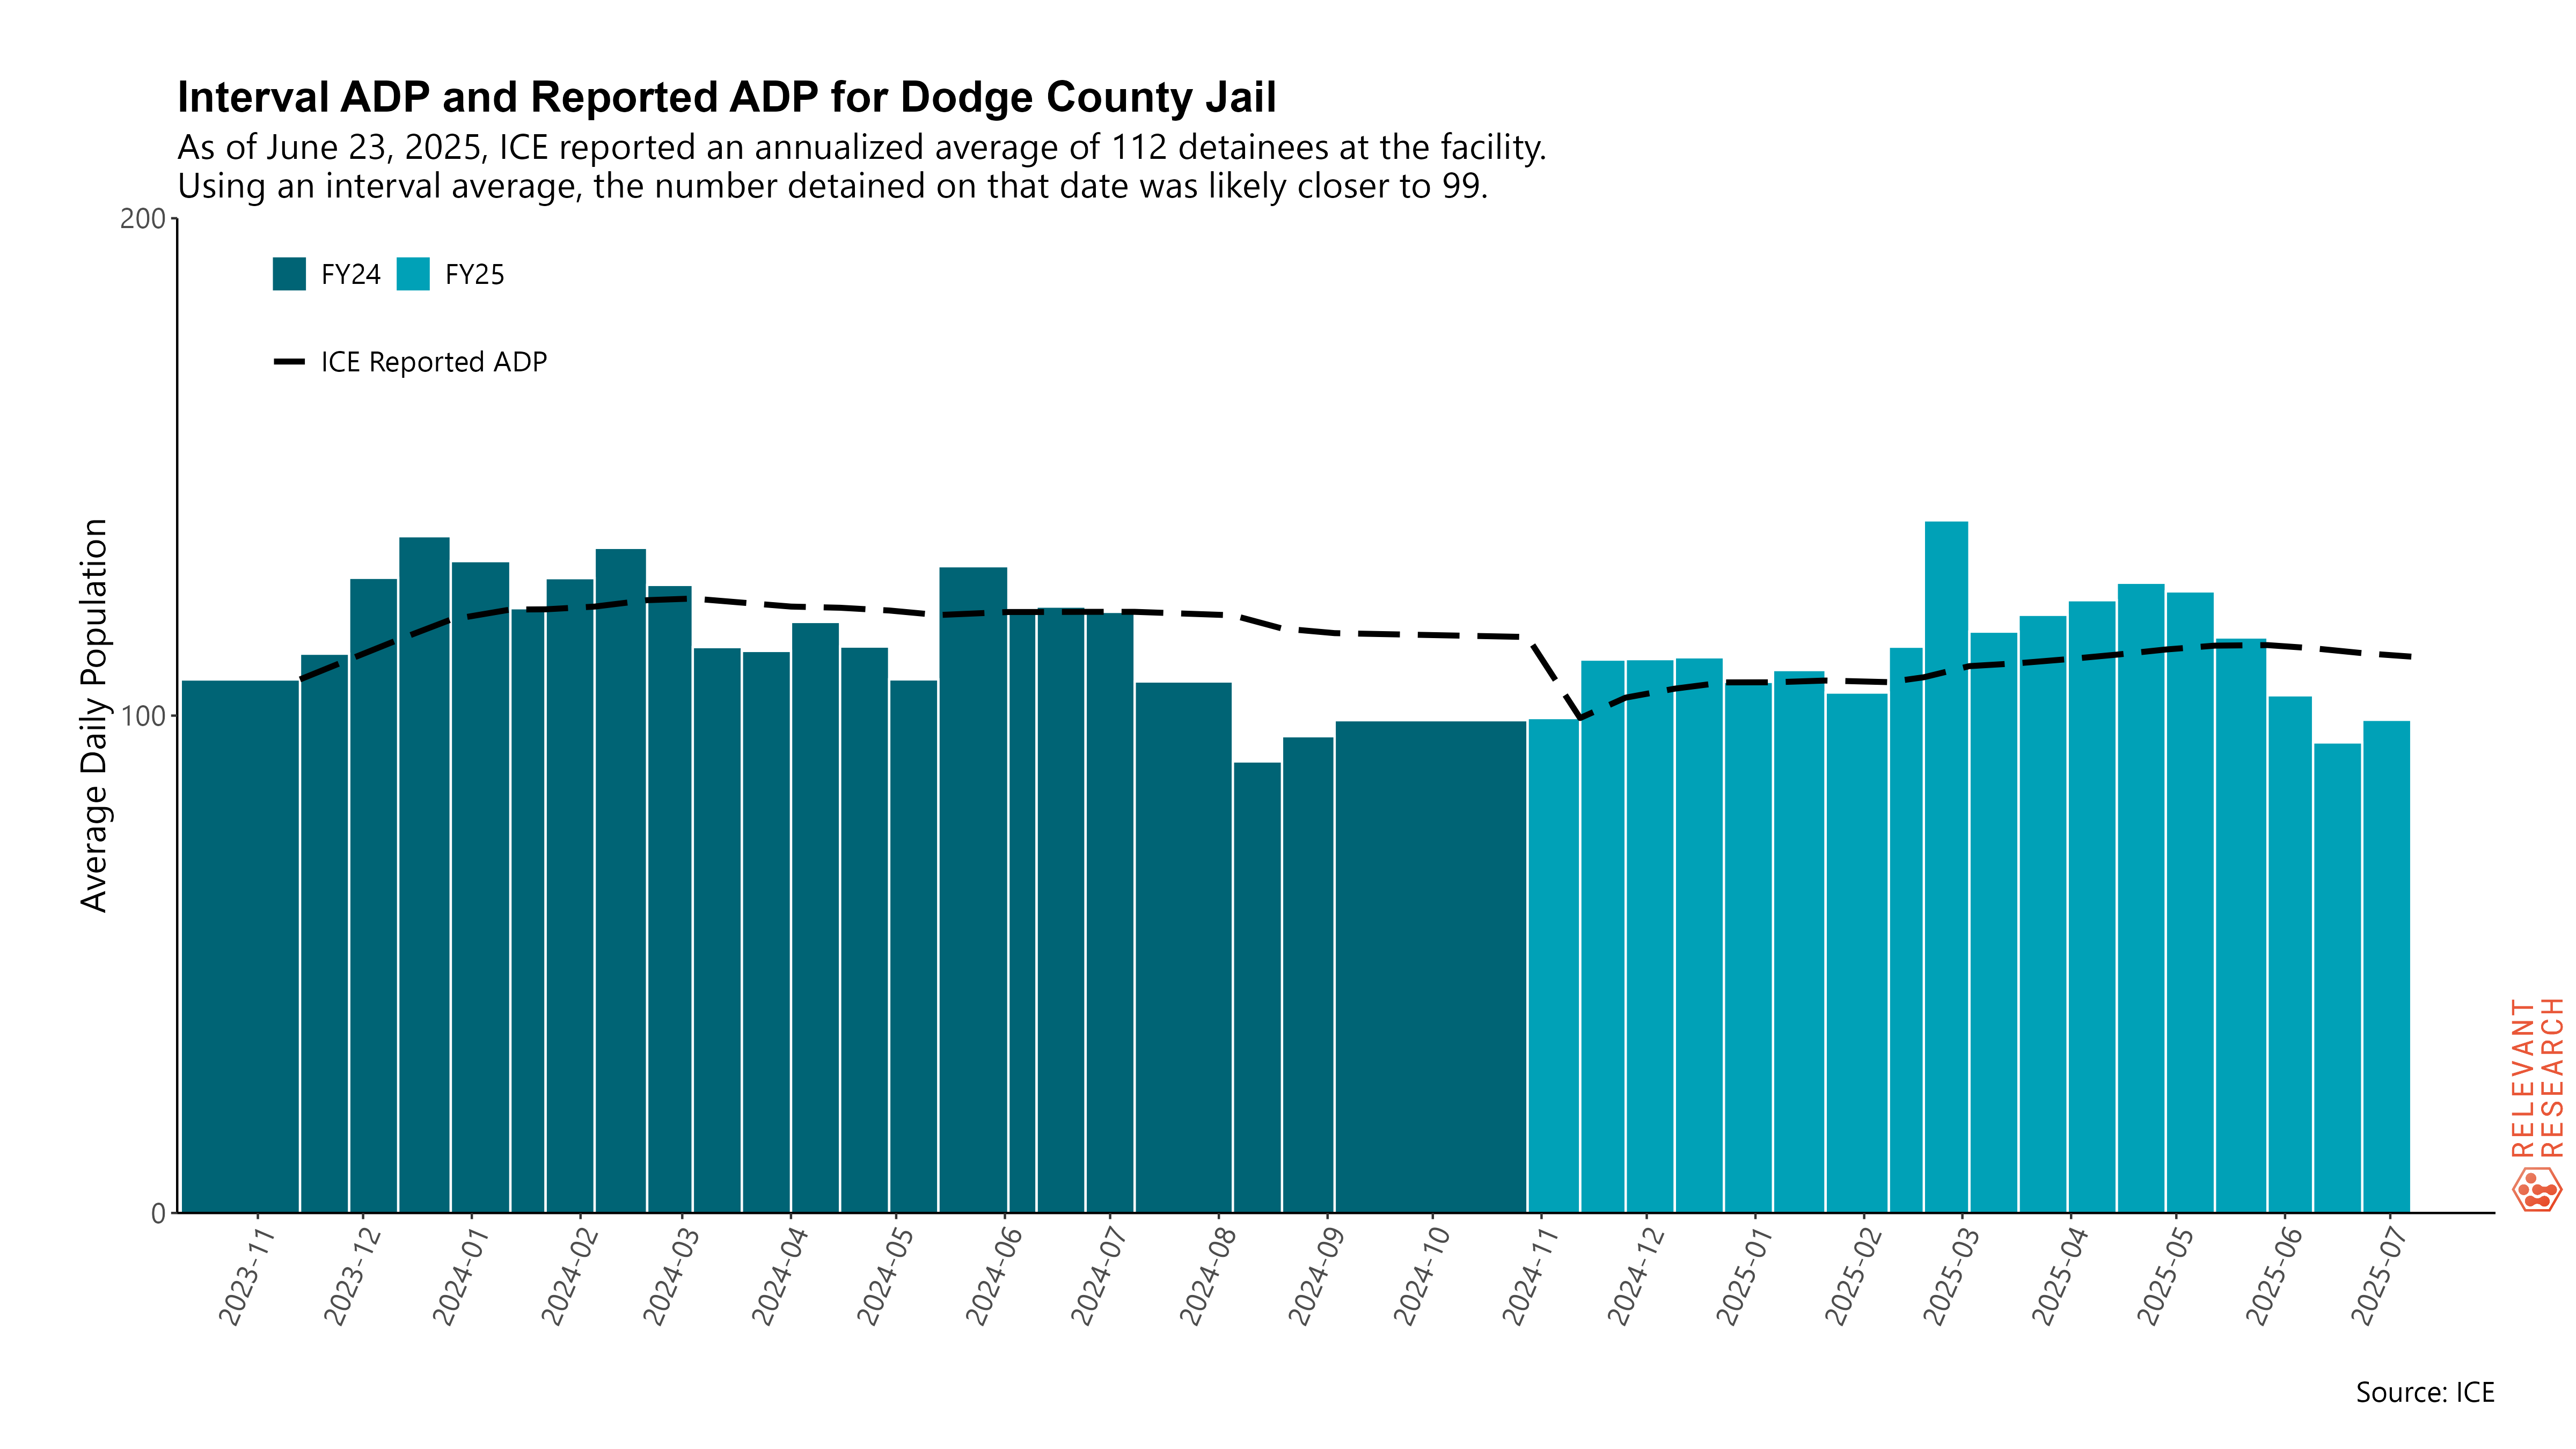 Interval ADP and Reported ADP for Dodge County Jail
As of June 23, 2025, ICE reported an annualized average of 112 detainees at the facility.
Using an interval average, the number detained on that date was likely closer to 99.
200
FY24 FY25
ICE Reported ADP
Average Daily Population
100
0
2023-11 2023-12 2024-01 2024-02 2024-03 2024-04 2024-05 2024-06 2024-07 2024-08 2024-09 2024-10 2024-11 2024-12 2025-01 2025-02 2025-03 2025-04 2025-05 2025-06 2025-07
RELEVANT
RESEARCH
Source: ICE